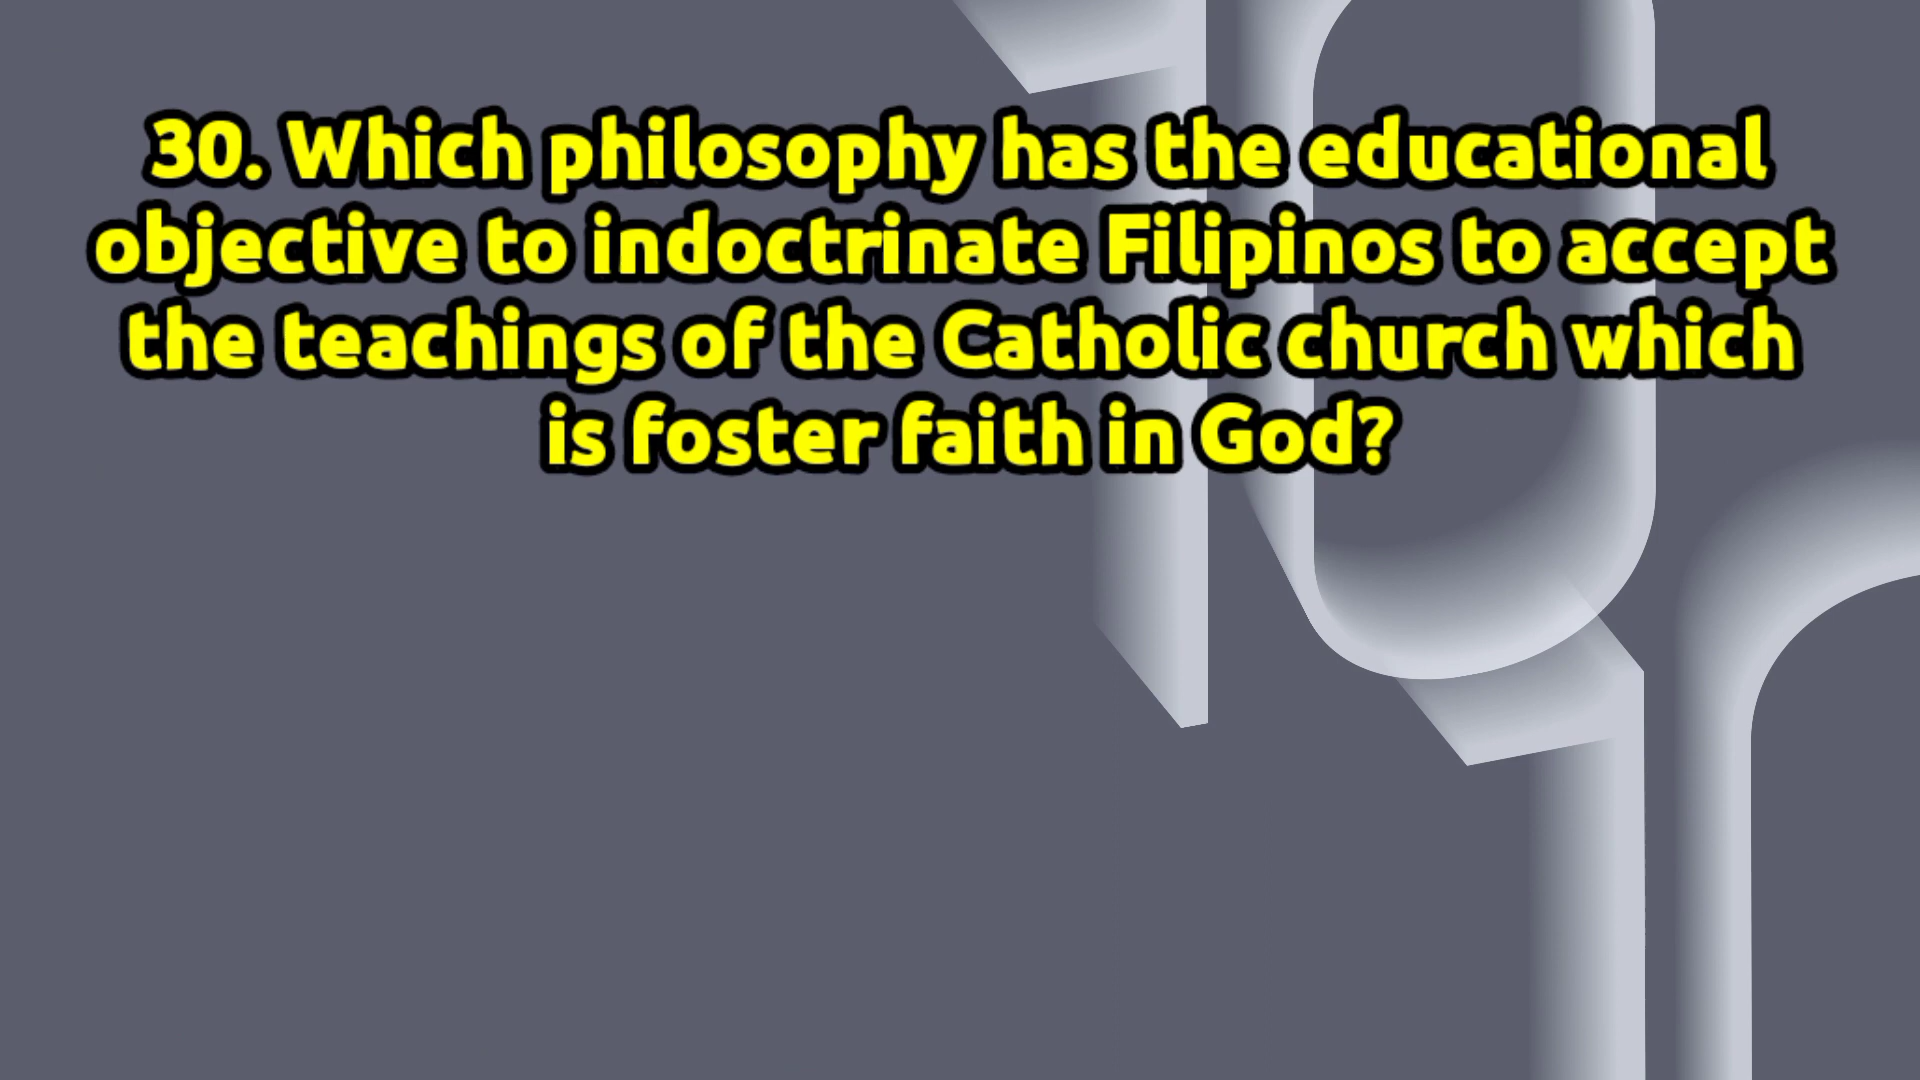 30. Which philosophy has the educational
objective to indoctrinate Filipinos to accept
the teachings of the Catholic church which
is foster faith in God?